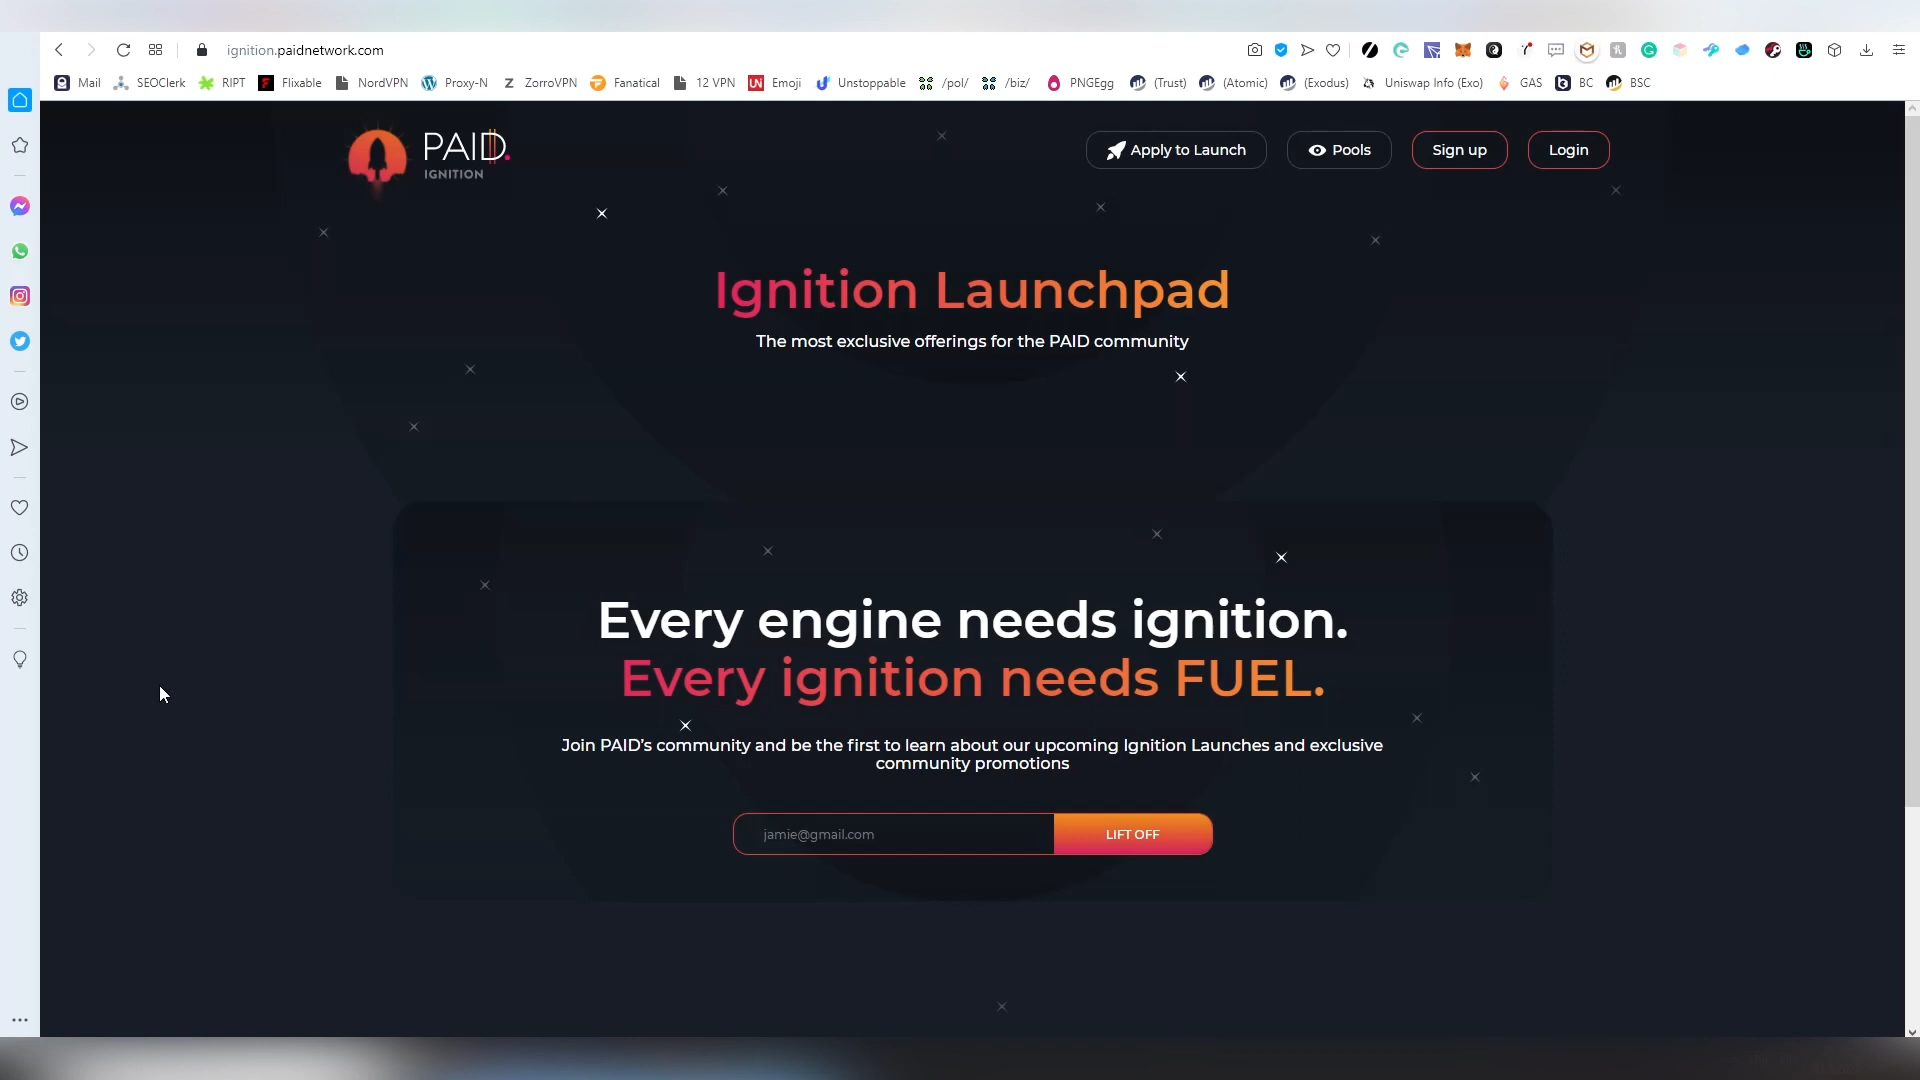 ignition.paidnetwork.com
Mail SEOClerk RIPT Flixable NordVPN Proxy-N ZorroVPN Fanatical 12 VPN Emoji Unstoppable /pol/ /biz/ PNGEgg (Trust) (Atomic) (Exodus) Uniswap Info (Exo) GAS BC BSC
PAID.
IGNITION
Apply to Launch Pools Sign up Login
Ignition Launchpad
The most exclusive offerings for the PAID community
Every engine needs ignition.
Every ignition needs FUEL.
Join PAID's community and be the first to learn about our upcoming Ignition Launches and exclusive
community promotions
jamie@gmail.com LIFT OFF